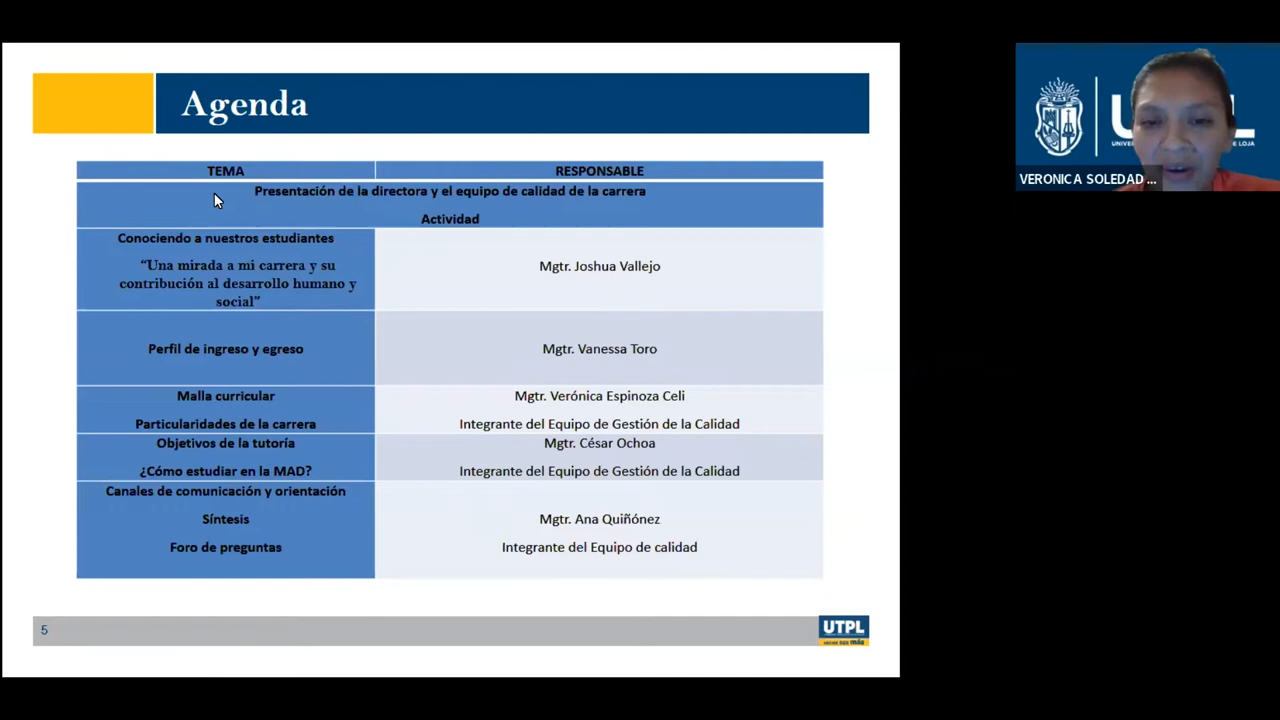 Agenda
TEMA
RESPONSABLE
Presentación de la directora y el equipo de calidad de la carrera
Actividad
Conociendo a nuestros estudiantes
“Una mirada a mi carrera y su
contribución al desarrollo humano y
social”
Mgtr. Joshua Vallejo
Perfil de ingreso y egreso
Mgtr. Vanessa Toro
Malla curricular
Particularidades de la carrera
Mgtr. Verónica Espinoza Celi
Integrante del Equipo de Gestión de la Calidad
Objetivos de la tutoría
¿Cómo estudiar en la MAD?
Mgtr. César Ochoa
Integrante del Equipo de Gestión de la Calidad
Canales de comunicación y orientación
Síntesis
Foro de preguntas
Mgtr. Ana Quiñónez
Integrante del Equipo de calidad
5
UTPL
VERONICA SOLEDAD ...